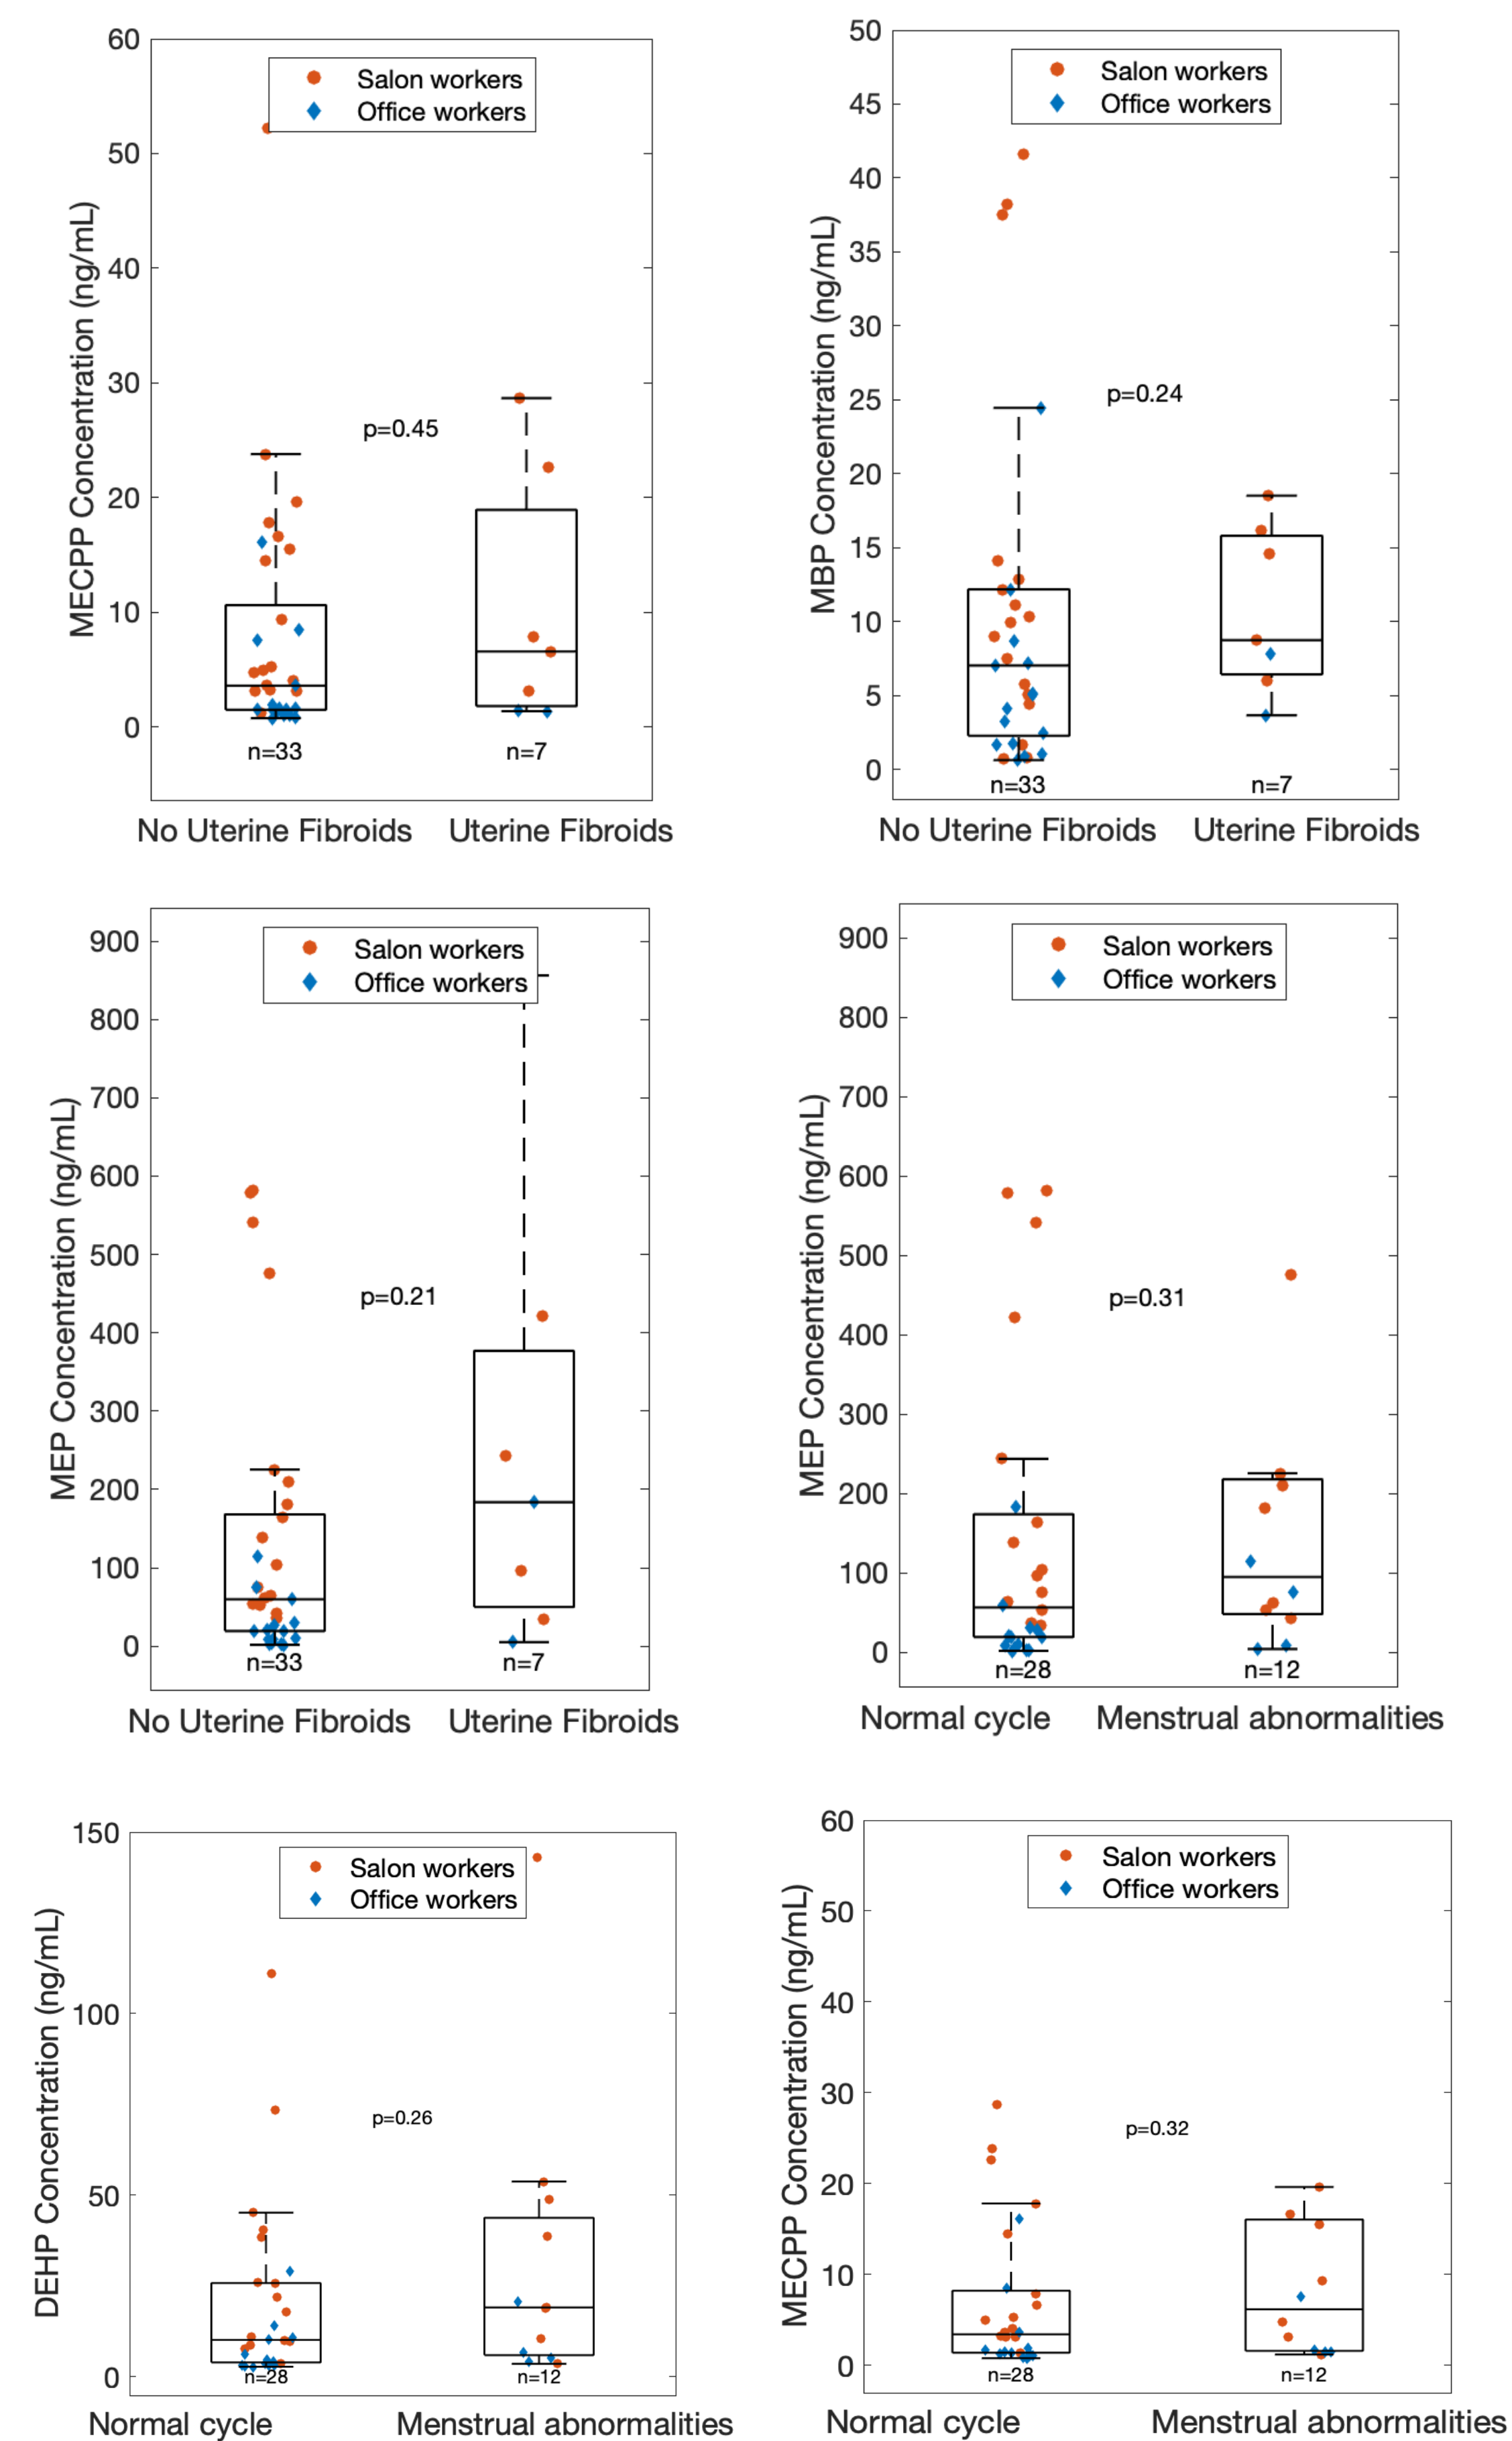 60
50
40
30
20
10
0
MECPP Concentration (ng/mL)
Salon workers
Office workers
p=0.45
n=33
n=7
No Uterine Fibroids
Uterine Fibroids
50
45
40
35
30
25
20
15
10
5
0
MBP Concentration (ng/mL)
Salon workers
Office workers
p=0.24
n=33
n=7
No Uterine Fibroids
Uterine Fibroids
900
800
700
600
500
400
300
200
100
0
MEP Concentration (ng/mL)
Salon workers
Office workers
p=0.21
n=33
n=7
No Uterine Fibroids
Uterine Fibroids
900
800
700
600
500
400
300
200
100
0
MEP Concentration (ng/mL)
Salon workers
Office workers
p=0.31
n=28
n=12
Normal cycle
Menstrual abnormalities
150
100
50
0
DEHP Concentration (ng/mL)
Salon workers
Office workers
p=0.26
n=28
n=12
Normal cycle
Menstrual abnormalities
60
50
40
30
20
10
0
MECPP Concentration (ng/mL)
Salon workers
Office workers
p=0.32
n=28
n=12
Normal cycle
Menstrual abnormalities